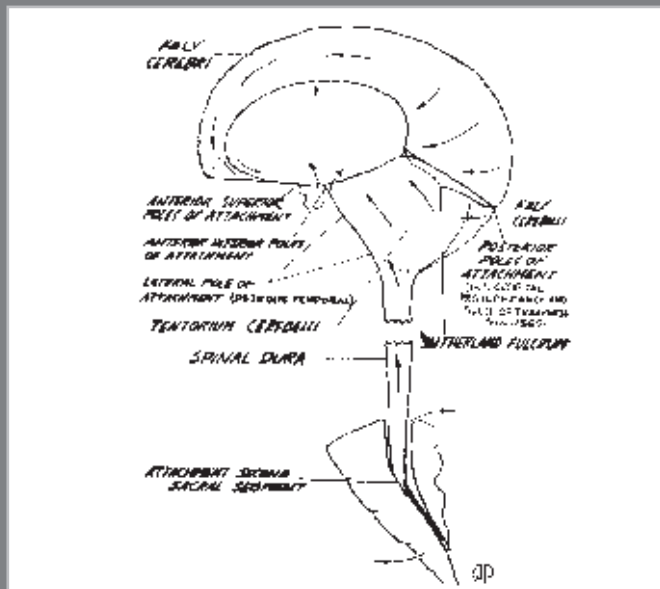 FALX
CEREBRI
ANTERIOR SUPERIOR
POLES OF ATTACHMENT
ANTERIOR INFERIOR POLES
OF ATTACHMENT
LATERAL POLE OF
ATTACHMENT (PETROUS TEMPORAL)
TENTORIUM CEREBELLI
SPINAL DURA
ATTACHMENT SECOND
SACRAL SEGMENT
FALX
CEREBELLI
POSTERIOR
POLES OF
ATTACHMENT
SUTHERLAND FULCRUM